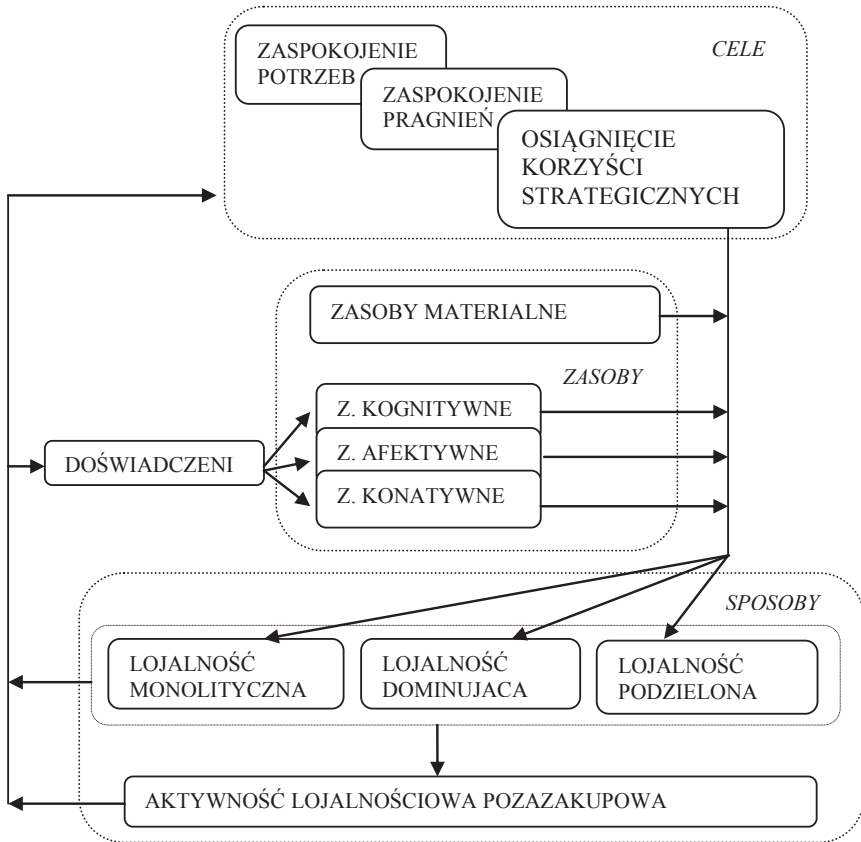 CELE
ZASPOKOJENIE
POTRZEB
ZASPOKOJENIE
PRAGNIEŃ
OSIĄGNIĘCIE
KORZYŚCI
STRATEGICZNYCH
ZASOBY MATERIALNE
ZASOBY
Z. KOGNITYWNE
Z. AFEKTYWNE
Z. KONATYWNE
DOŚWIADCZENI
SPOSOBY
LOJALNOŚĆ
MONOLITYCZNA
LOJALNOŚĆ
DOMINUJACA
LOJALNOŚĆ
PODZIELONA
AKTYWNOŚĆ LOJALNOŚCIOWA POZAZAKUPOWA